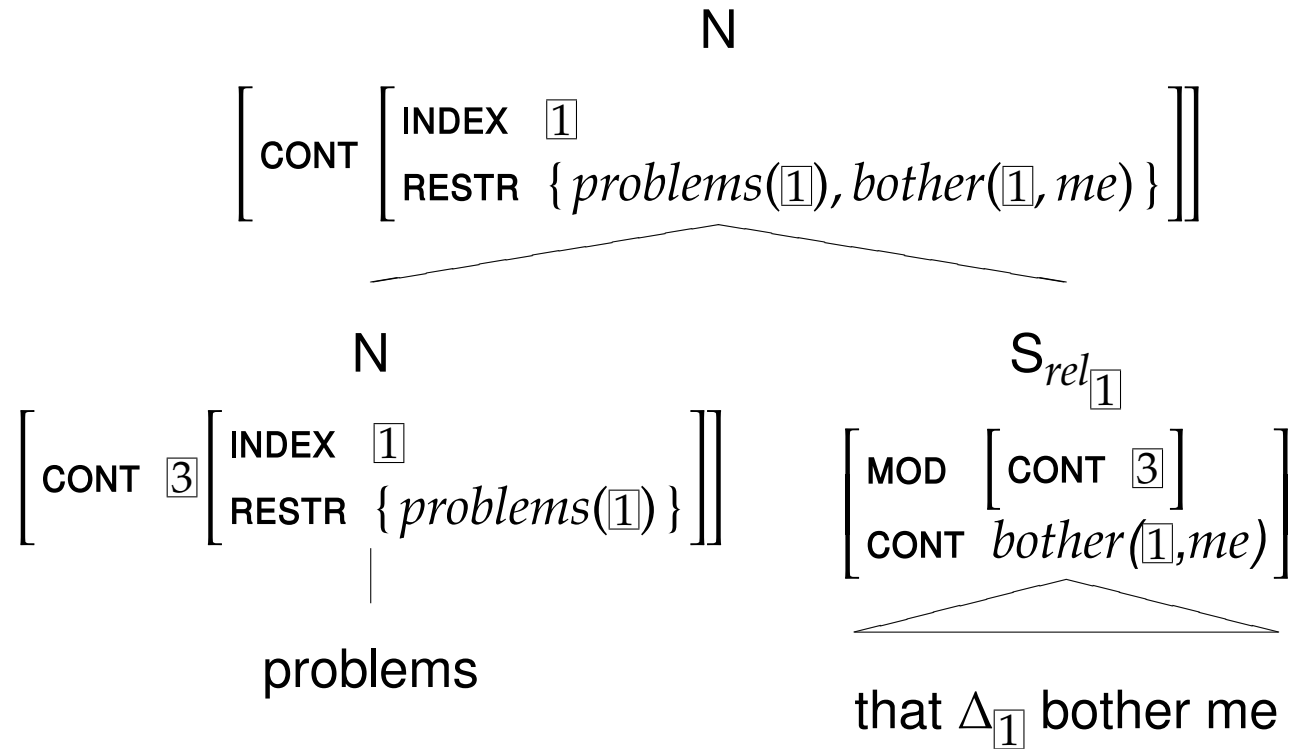 N
[CONT [INDEX 1
RESTR { problems(1), bother(1, me) }]]
N
[CONT 3 [INDEX 1
RESTR { problems(1) }]]
S_rel_1
[MOD [CONT 3]
CONT bother(1,me)]
problems
that Δ_1 bother me